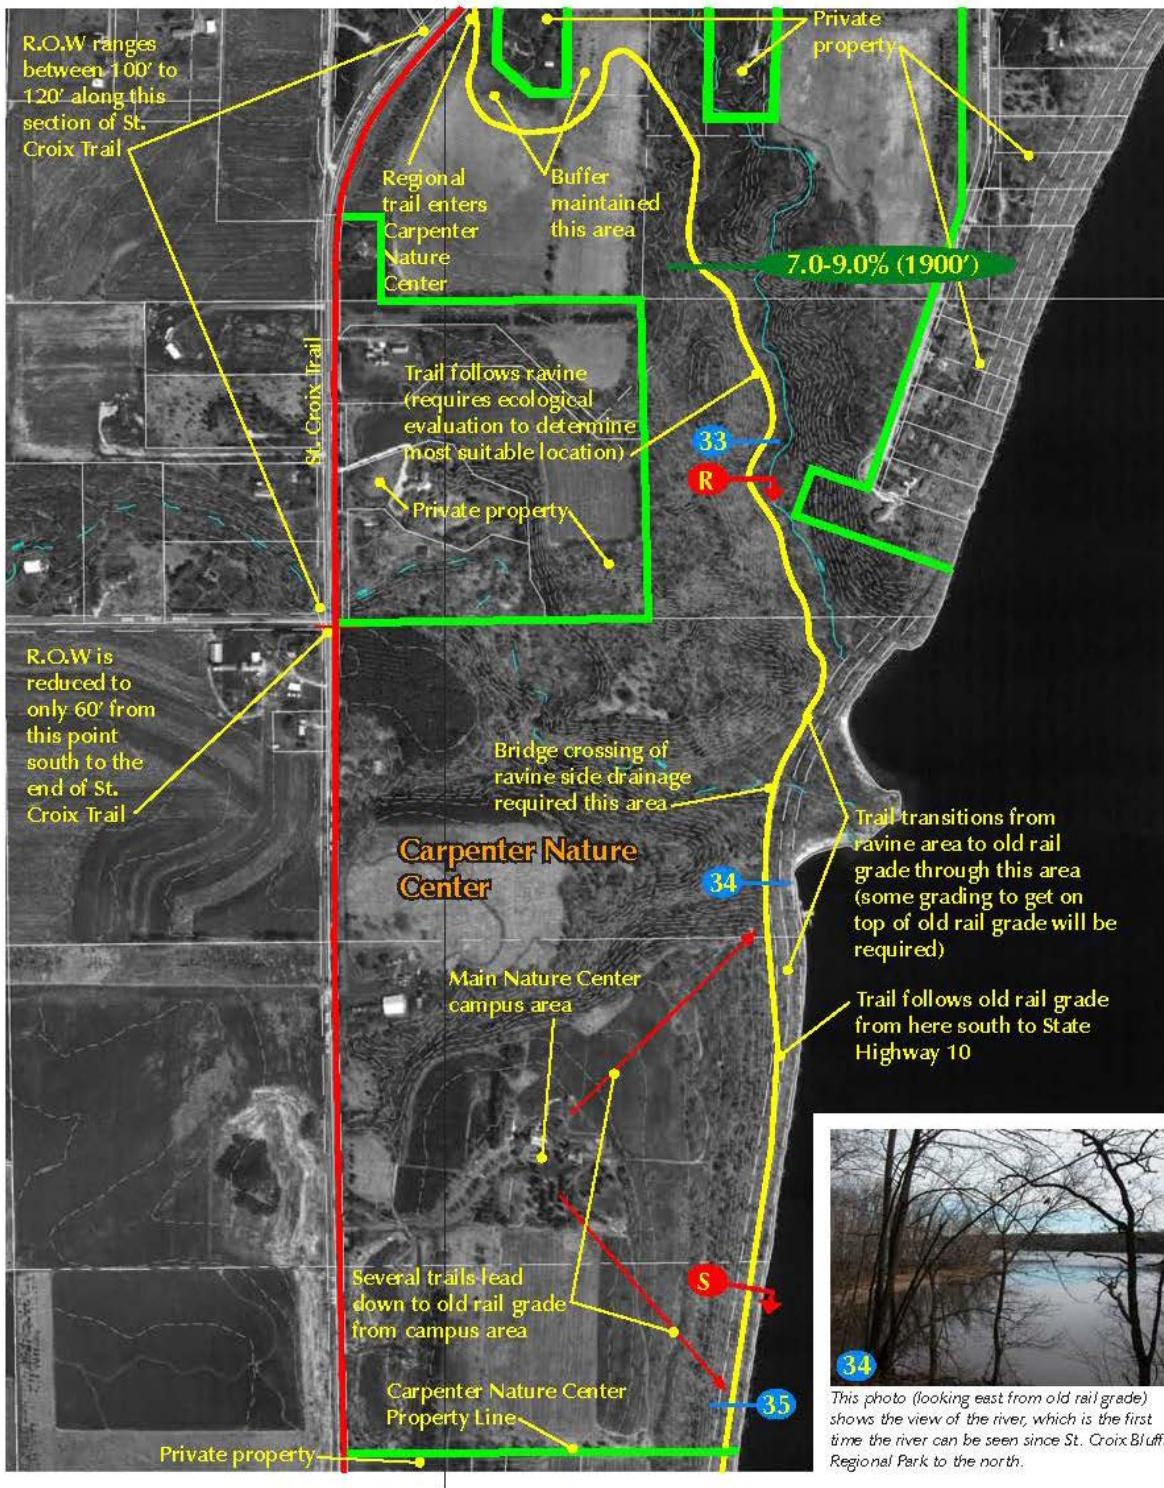 R.O.W ranges
between 100' to
120' along this
section of St.
Croix Trail
Private
property
Regional
trail enters
Carpenter
Nature
Center
Buffer
maintained
this area
7.0-9.0% (1900')
St. Croix Trail
Trail follows ravine
(requires ecological
evaluation to determine
most suitable location)
33
R
Private property
R.O.W is
reduced to
only 60' from
this point
south to the
end of St.
Croix Trail
Bridge crossing of
ravine side drainage
required this area
Trail transitions from
ravine area to old rail
grade through this area
(some grading to get on
top of old rail grade will be
required)
Carpenter Nature
Center
34
Main Nature Center
campus area
Trail follows old rail grade
from here south to State
Highway 10
Several trails lead
down to old rail grade
from campus area
S
35
Carpenter Nature Center
Property Line
Private property
34
This photo (looking east from old rail grade)
shows the view of the river, which is the first
time the river can be seen since St. Croix Bluff
Regional Park to the north.